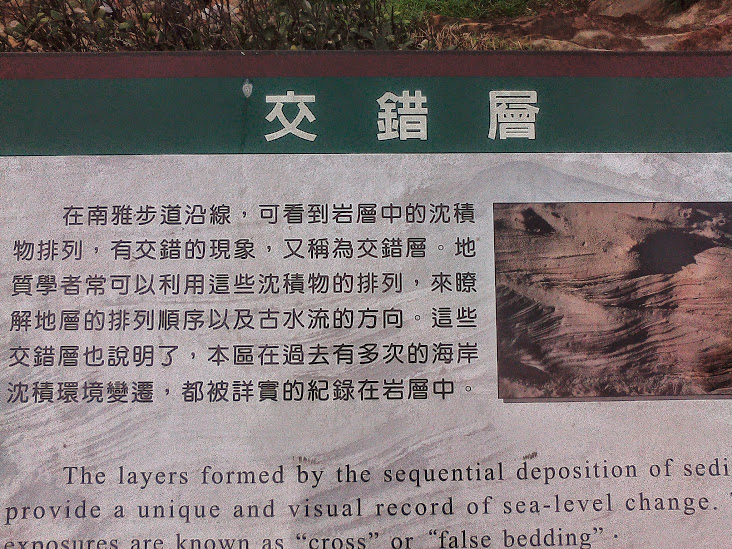 交錯層
在南雅步道沿線，可看到岩層中的沈積
物排列，有交錯的現象，又稱為交錯層。地
質學者常可以利用這些沈積物的排列，來瞭
解地層的排列順序以及古水流的方向。這些
交錯層也說明了，本區在過去有多次的海岸
沈積環境變遷，都被詳實的紀錄在岩層中。
The layers formed by the sequential deposition of sedi
provide a unique and visual record of sea-level change.
exposures are known as “cross” or “false bedding”.